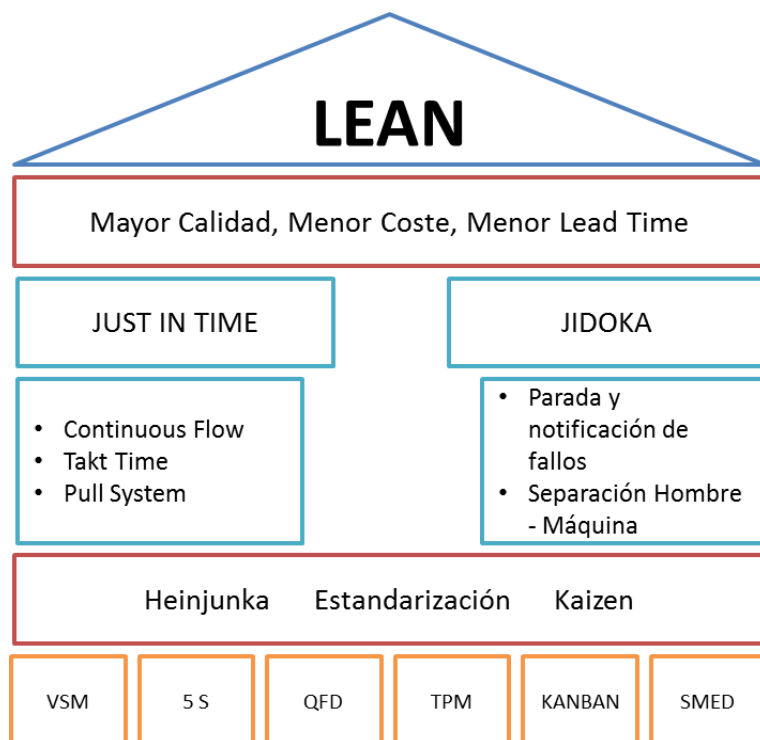 LEAN
Mayor Calidad, Menor Coste, Menor Lead Time
JUST IN TIME
JIDOKA
• Continuous Flow
• Takt Time
• Pull System
• Parada y
notificación de
fallos
• Separación Hombre
- Máquina
Heinjunka Estandarización Kaizen
VSM
5 S
QFD
TPM
KANBAN
SMED